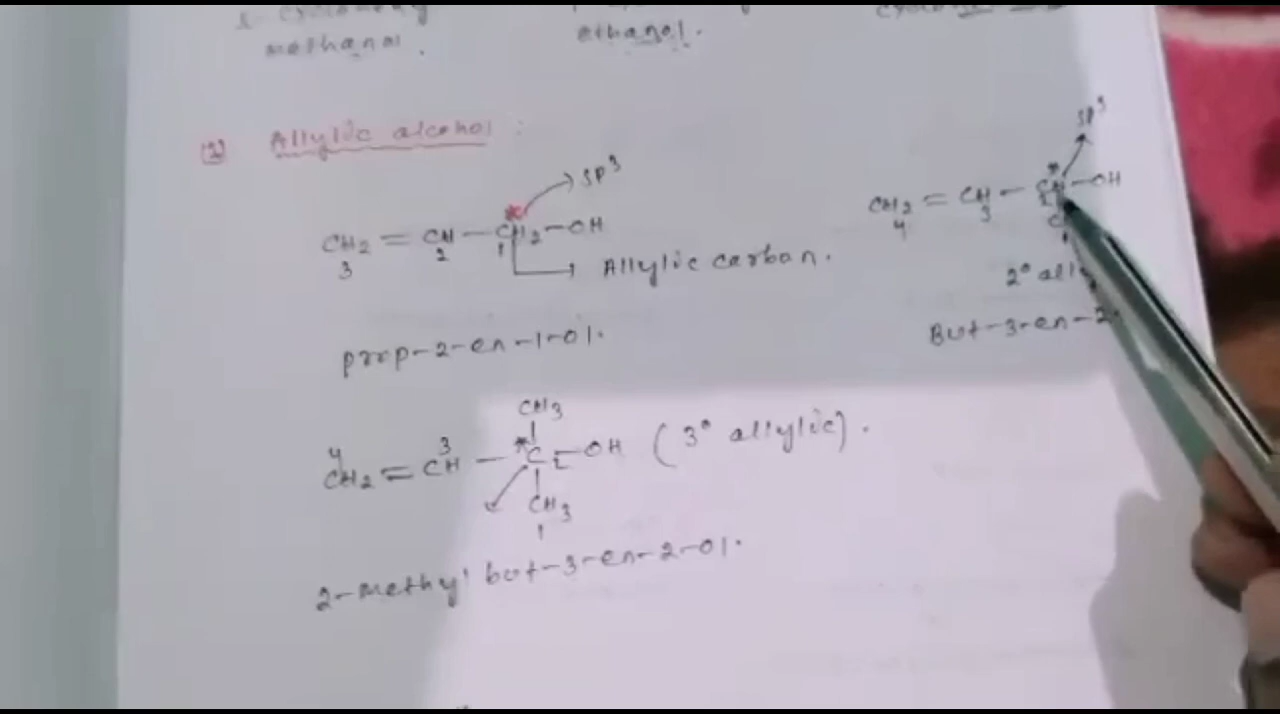 methanol.
ethanol.
[2] Allylic alcohol :
SP³
CH₂ = CH – CH₂ – OH
3 2 1
Allylic carban.
prop-2-en-1-ol.
SP³
CH₂ = CH – CH – OH
4 3 2
2° all
But-3-en-2
CH₃
4 3
CH₂ = CH – *C – OH (3° allylic).
2
CH₃
1
2-methyl but-3-en-2-ol.